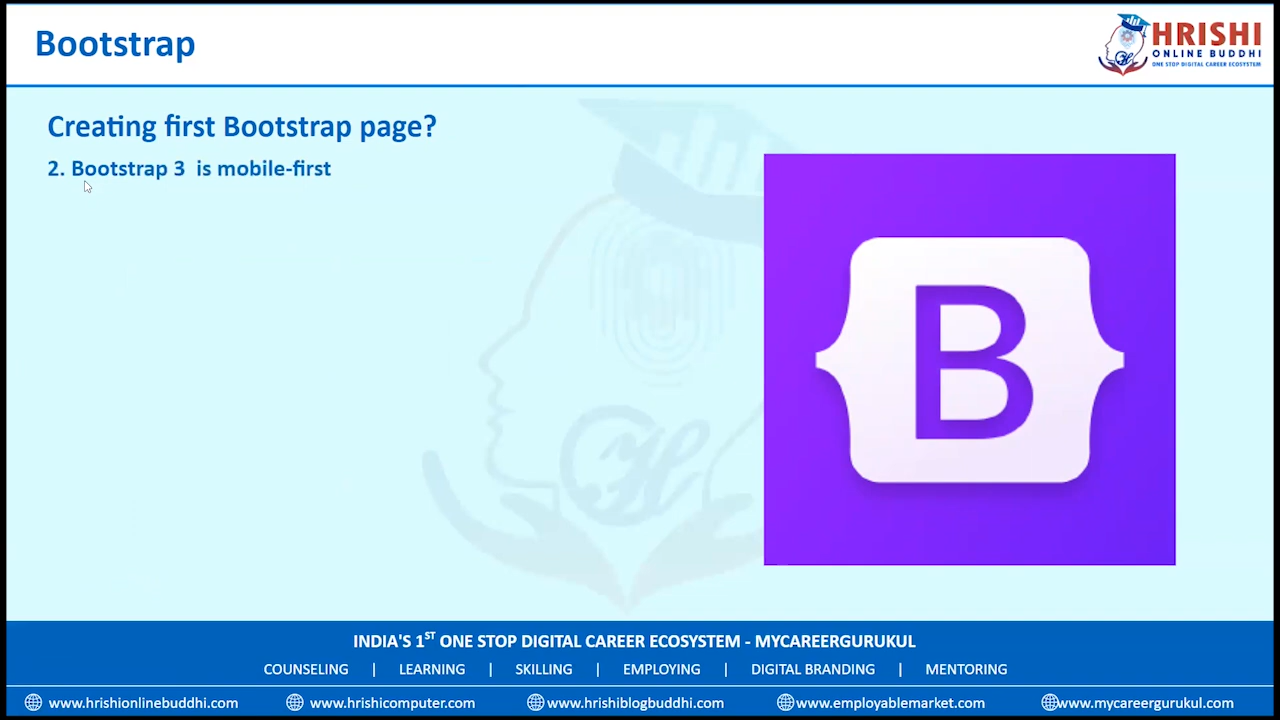 Bootstrap
HRISHI
ONLINE BUDDHI
ONE STOP DIGITAL CAREER ECOSYSTEM
Creating first Bootstrap page?
2. Bootstrap 3 is mobile-first
B
H
INDIA'S 1ST ONE STOP DIGITAL CAREER ECOSYSTEM - MYCAREERGURUKUL
COUNSELING | LEARNING | SKILLING | EMPLOYING | DIGITAL BRANDING | MENTORING
www.hrishionlinebuddhi.com www.hrishicomputer.com www.hrishiblogbuddhi.com www.employablemarket.com www.mycareergurukul.com